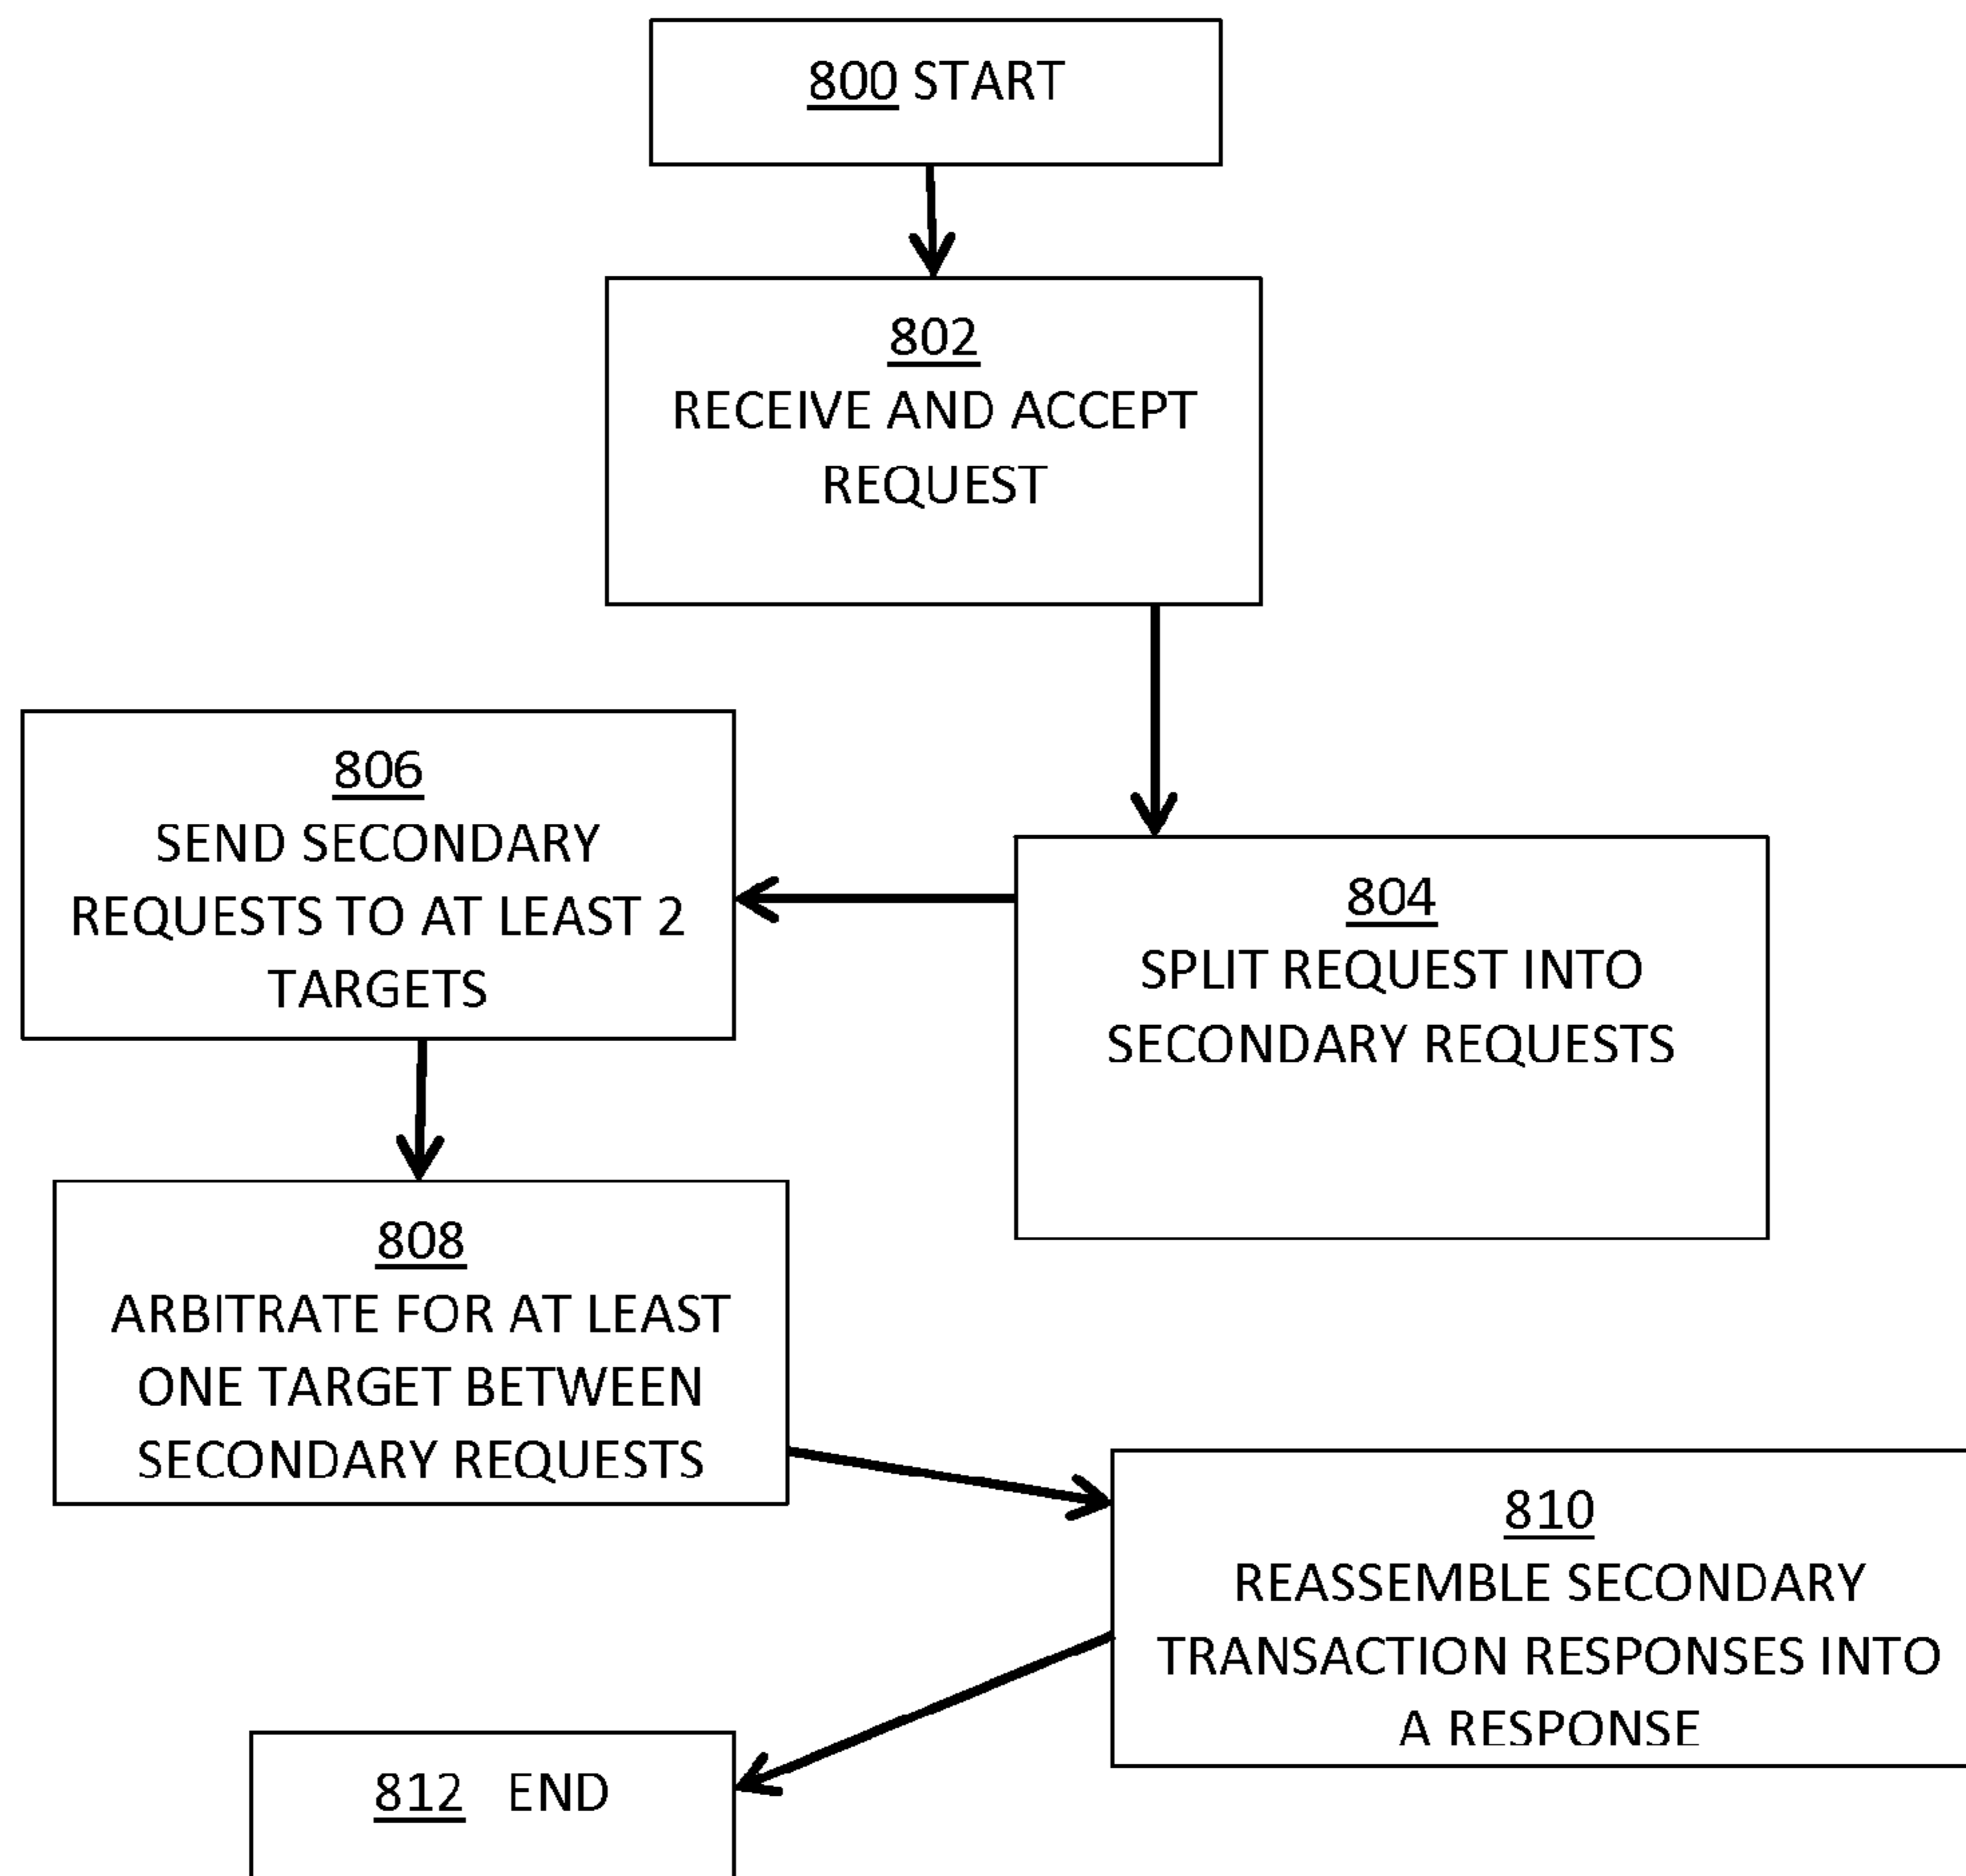 800 START
802
RECEIVE AND ACCEPT
REQUEST
804
SPLIT REQUEST INTO
SECONDARY REQUESTS
806
SEND SECONDARY
REQUESTS TO AT LEAST 2
TARGETS
808
ARBITRATE FOR AT LEAST
ONE TARGET BETWEEN
SECONDARY REQUESTS
810
REASSEMBLE SECONDARY
TRANSACTION RESPONSES INTO
A RESPONSE
812 END